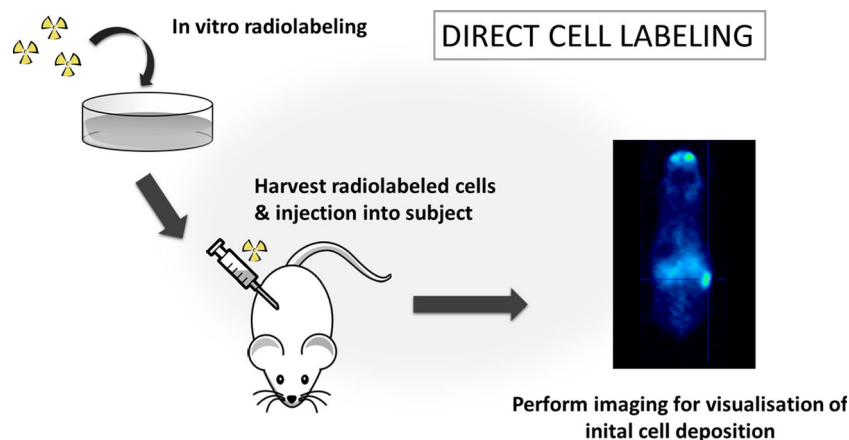 In vitro radiolabeling
DIRECT CELL LABELING
Harvest radiolabeled cells
& injection into subject
Perform imaging for visualisation of
inital cell deposition